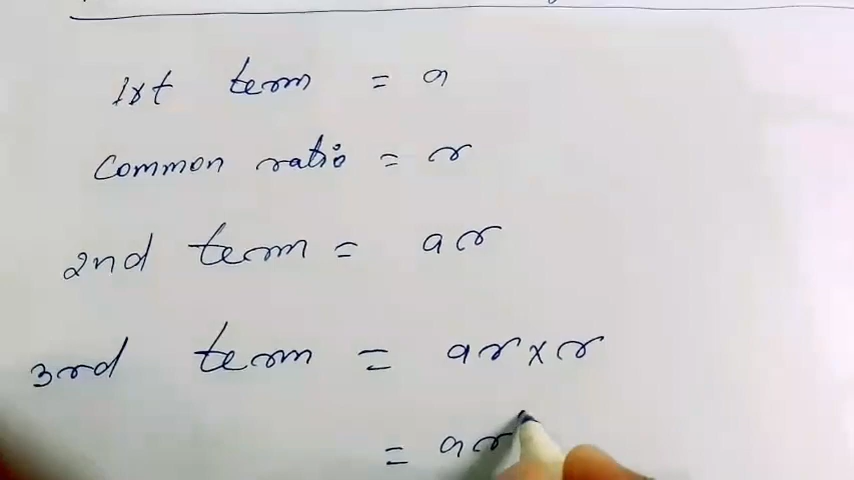 1st term = a
Common ratio = r
2nd term = ar
3rd term = ar × r
= ar